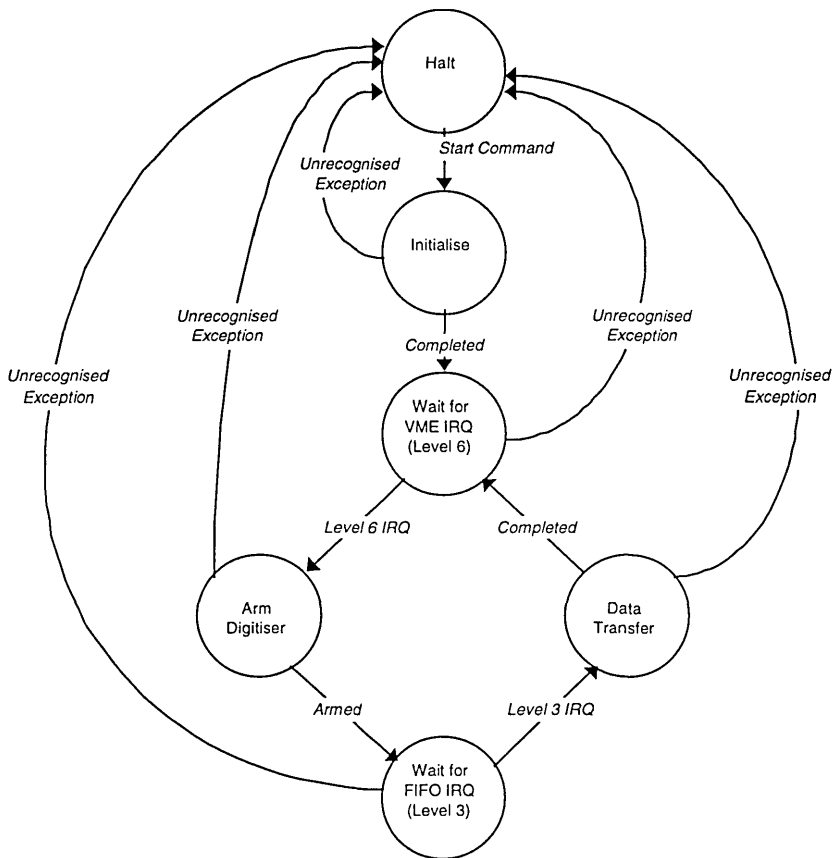 Halt
Start Command
Unrecognised
Exception
Initialise
Unrecognised
Exception
Unrecognised
Exception
Completed
Unrecognised
Exception
Unrecognised
Exception
Wait for
VME IRQ
(Level 6)
Level 6 IRQ
Completed
Arm
Digitiser
Data
Transfer
Armed
Level 3 IRQ
Wait for
FIFO IRQ
(Level 3)